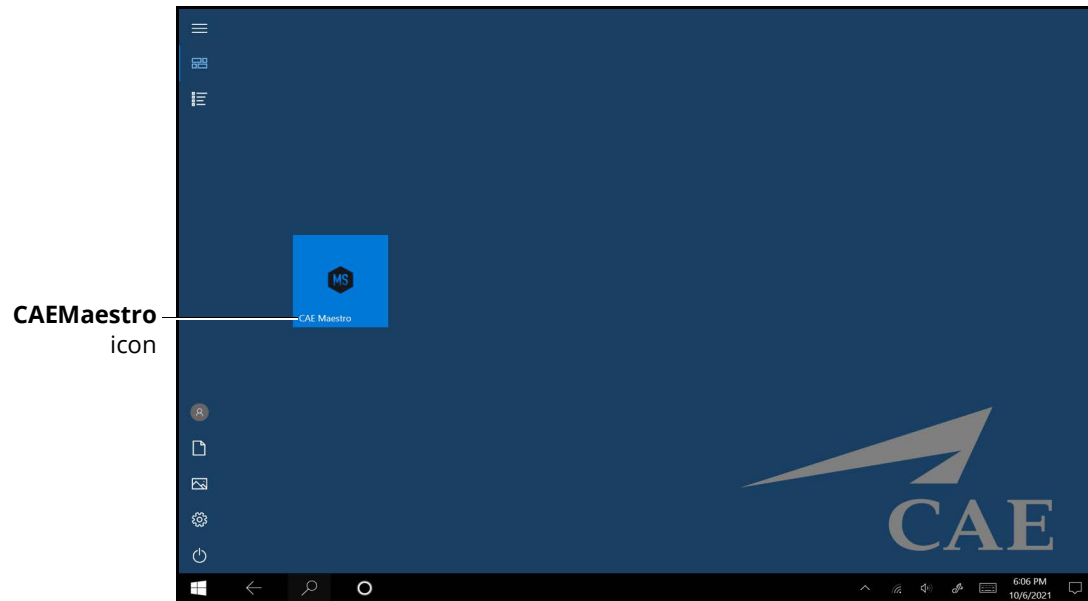 MS
CAE Maestro
CAEMaestro
icon
CAE
6:06 PM
10/6/2021